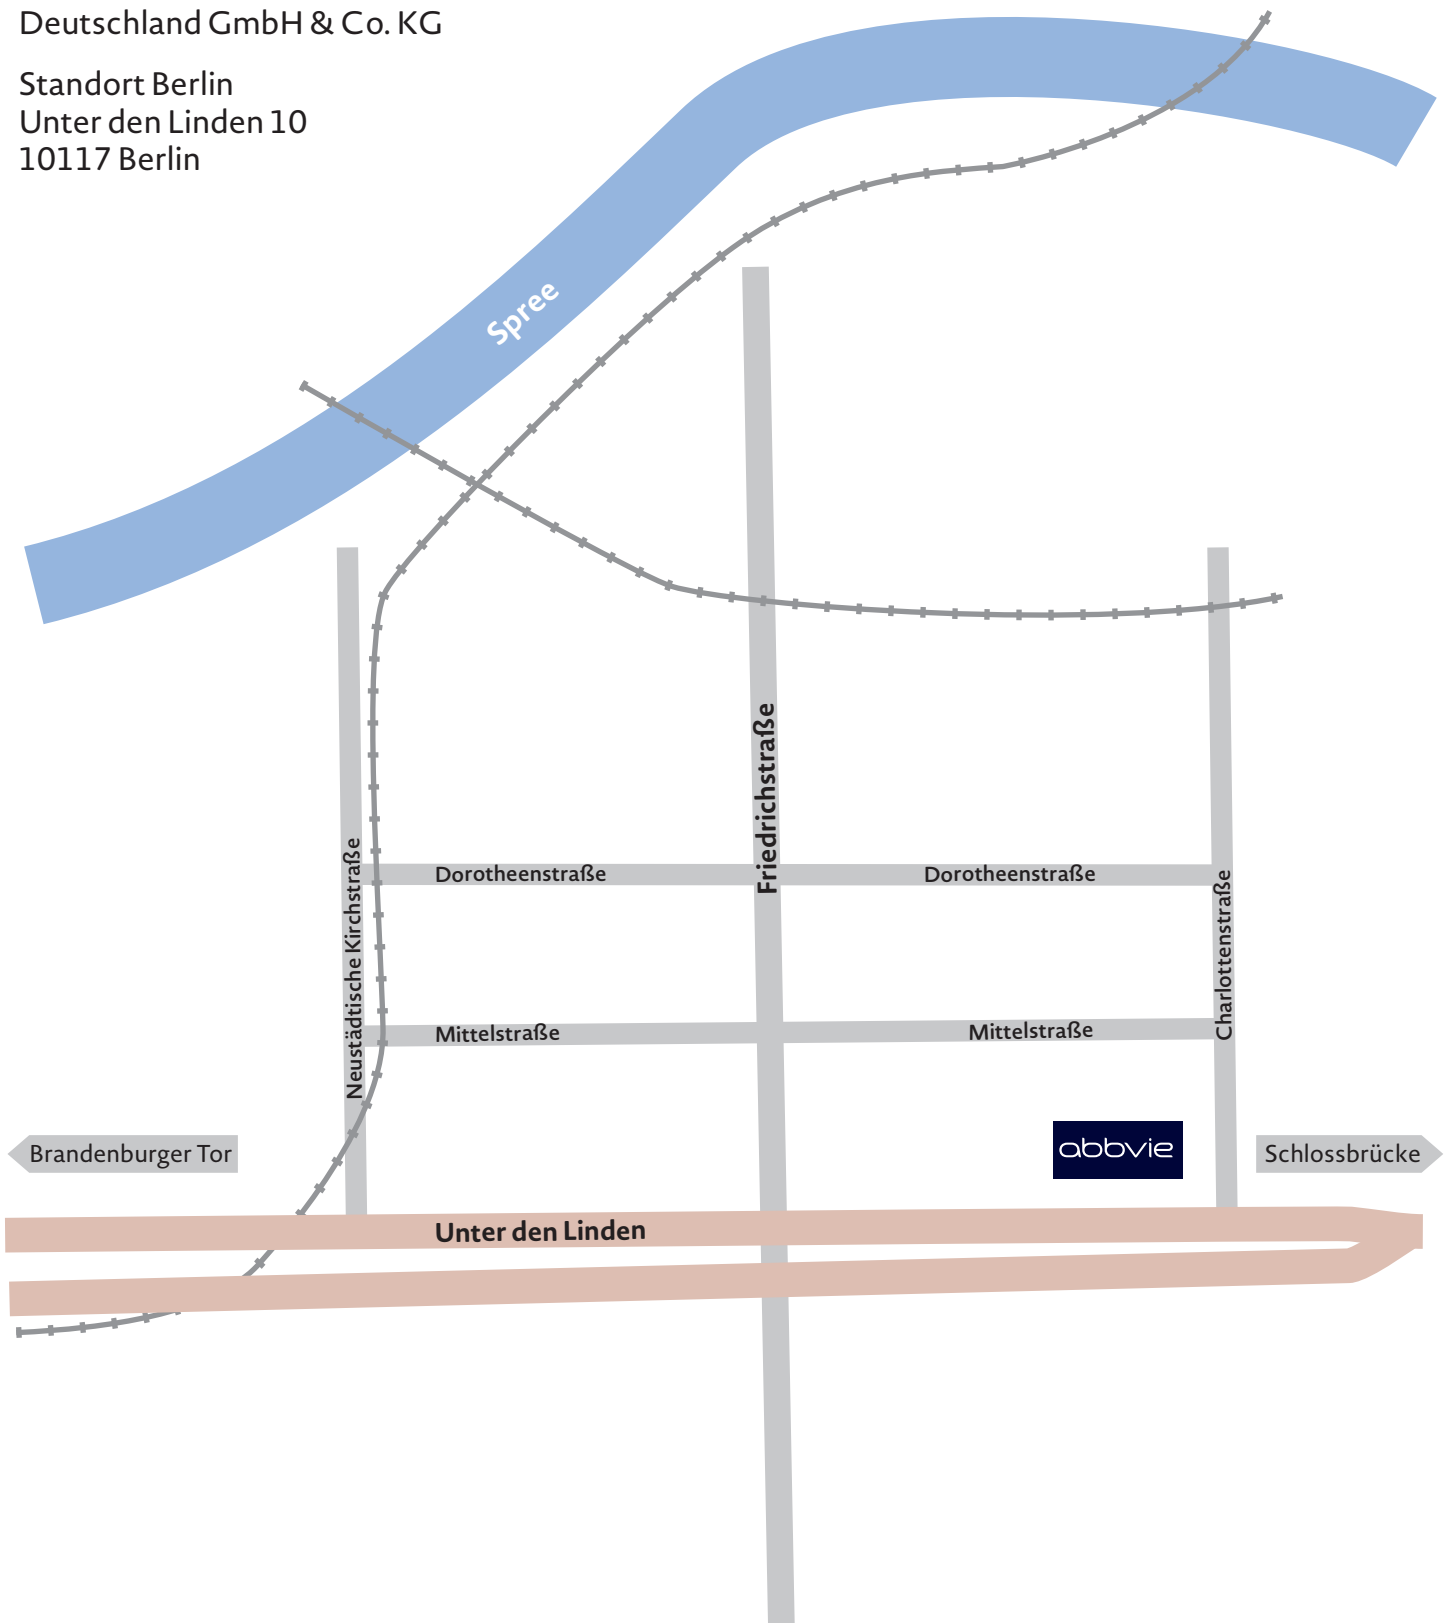 Deutschland GmbH & Co. KG
Standort Berlin
Unter den Linden 10
10117 Berlin
Spree
Friedrichstraße
Neustädtische Kirchstraße
Dorotheenstraße
Dorotheenstraße
Charlottenstraße
Mittelstraße
Mittelstraße
Brandenburger Tor
abbvie
Schlossbrücke
Unter den Linden